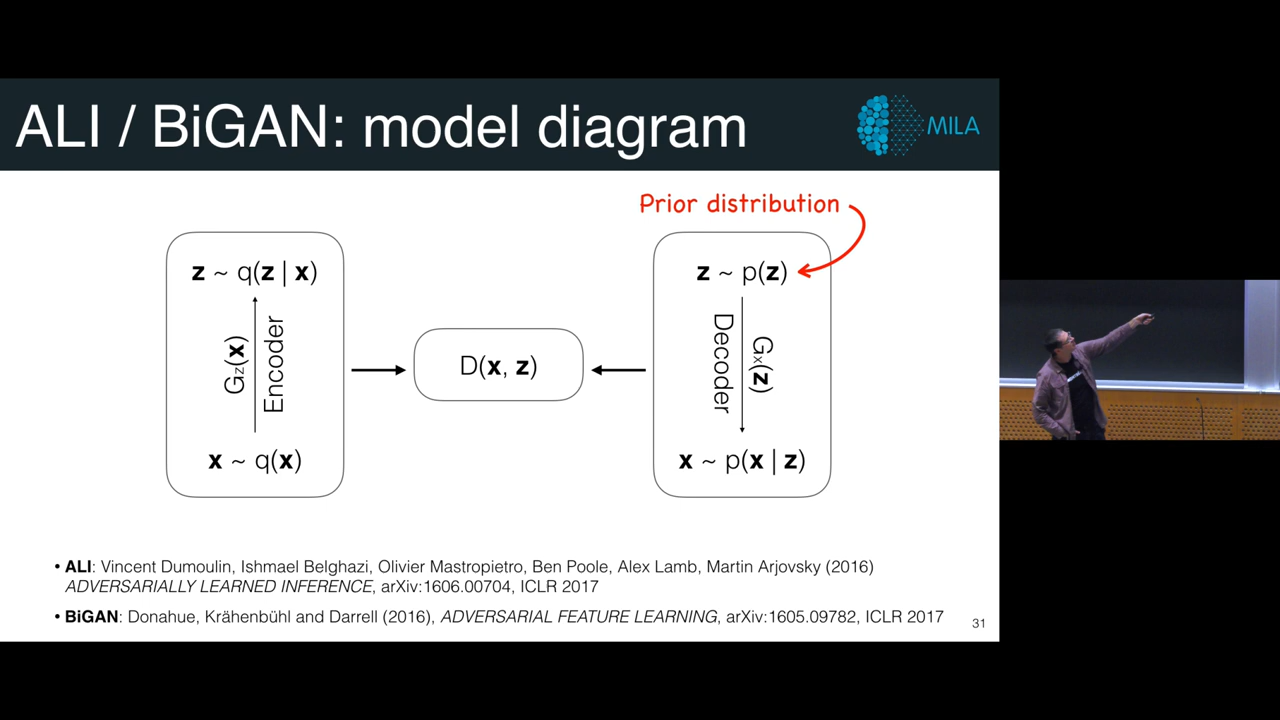 ALI / BiGAN: model diagram
MILA
Prior distribution
z ~ q(z | x)
Gz(x)
Encoder
x ~ q(x)
D(x, z)
z ~ p(z)
Decoder
Gx(z)
x ~ p(x | z)
• ALI: Vincent Dumoulin, Ishmael Belghazi, Olivier Mastropietro, Ben Poole, Alex Lamb, Martin Arjovsky (2016)
ADVERSARIALLY LEARNED INFERENCE, arXiv:1606.00704, ICLR 2017
• BiGAN: Donahue, Krähenbühl and Darrell (2016), ADVERSARIAL FEATURE LEARNING, arXiv:1605.09782, ICLR 2017
31